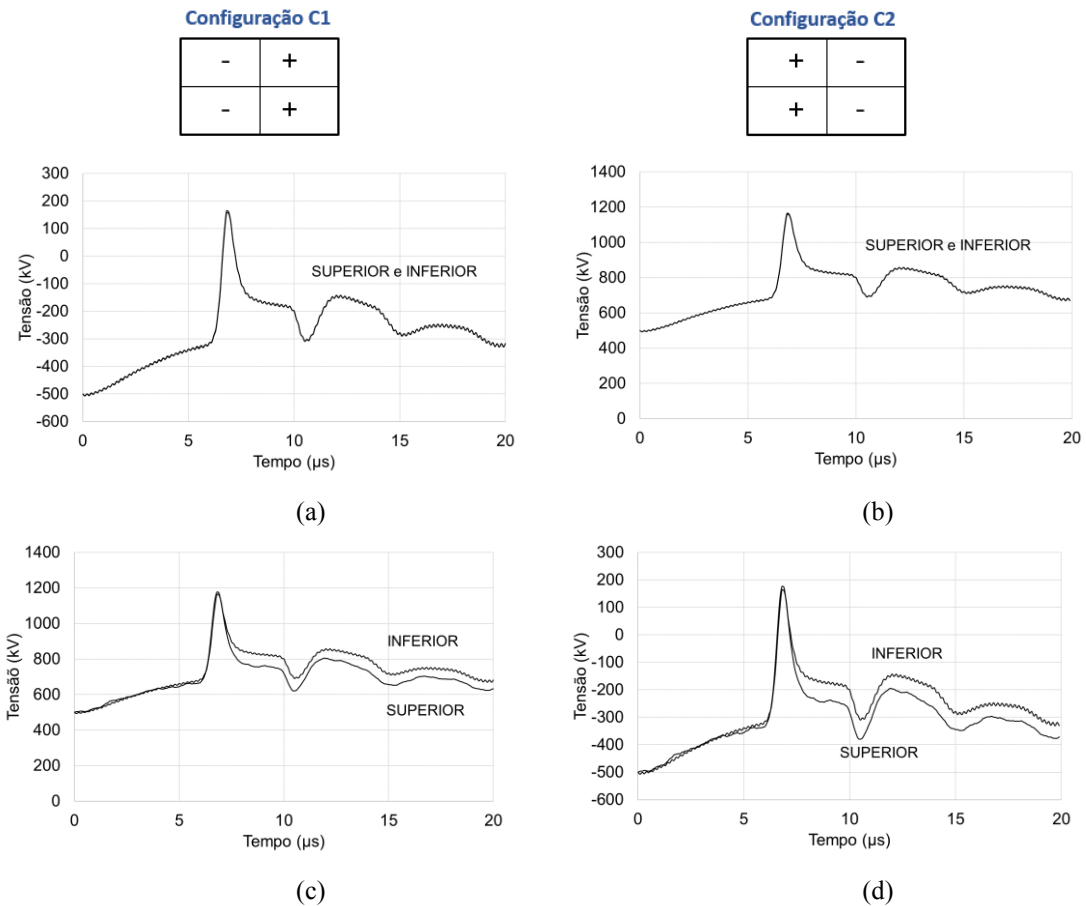 Configuração C1
- +
- +
Configuração C2
+ -
+ -
300
200
100
0
-100
-200
-300
-400
-500
-600
Tensão (kV)
SUPERIOR e INFERIOR
0 5 10 15 20
Tempo (µs)
(a)
1400
1200
1000
800
600
400
200
0
Tensão (kV)
SUPERIOR e INFERIOR
0 5 10 15 20
Tempo (µs)
(b)
1400
1200
1000
800
600
400
200
0
Tensãõ (kV)
INFERIOR
SUPERIOR
0 5 10 15 20
Tempo (µs)
(c)
300
200
100
0
-100
-200
-300
-400
-500
-600
Tensão (kV)
INFERIOR
SUPERIOR
0 5 10 15 20
Tempo (µs)
(d)